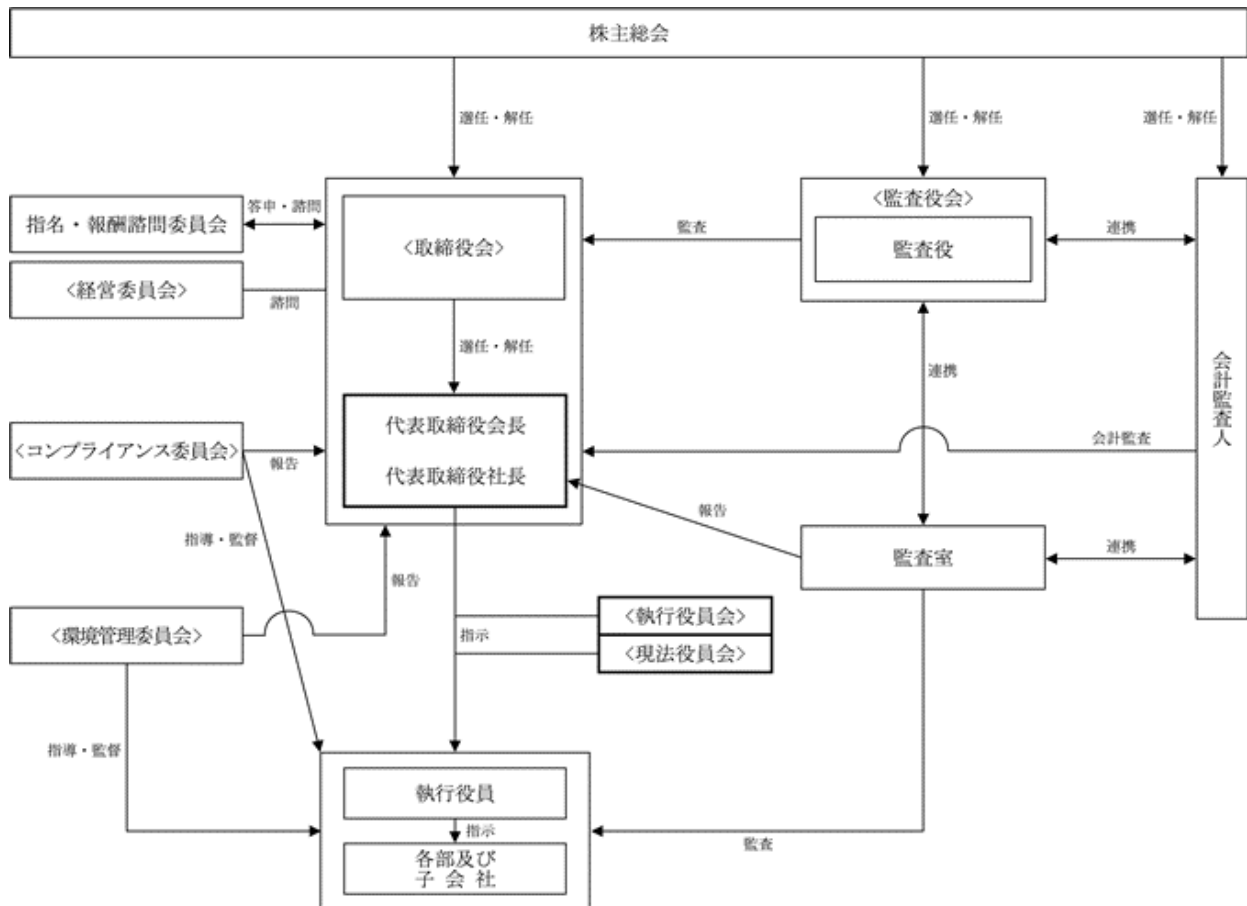 株主総会
選任・解任
選任・解任
選任・解任
指名・報酬諮問委員会
答申・諮問
〈取締役会〉
監査
〈監査役会〉
監査役
連携
〈経営委員会〉
諮問
選任・解任
連携
会計監査人
代表取締役会長
代表取締役社長
〈コンプライアンス委員会〉
報告
会計監査
報告
指導・監督
監査室
連携
報告
〈環境管理委員会〉
指示
〈執行役員会〉
〈現法役員会〉
指導・監督
執行役員
指示
監査
各部及び
子 会 社